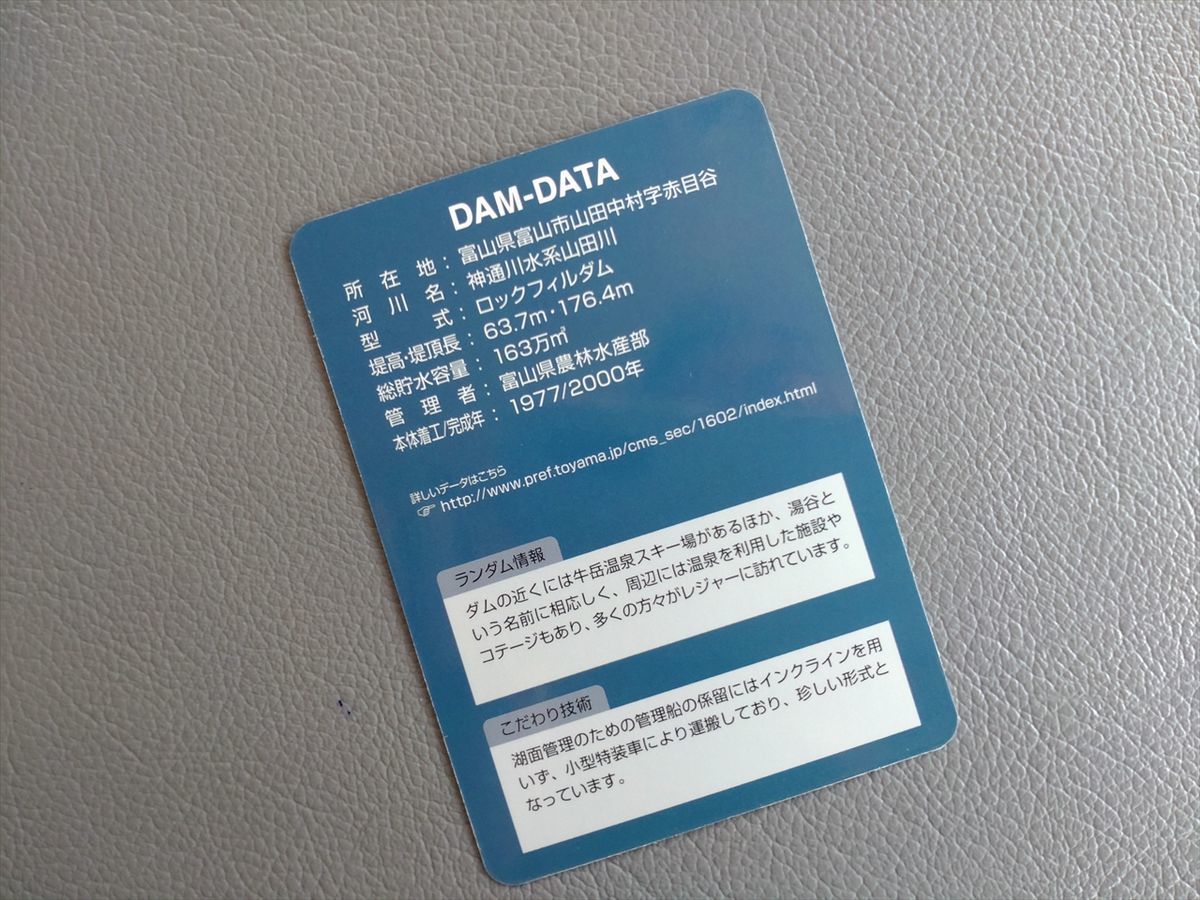 DAM-DATA
所在地：富山県富山市山田中村字赤目谷
河川名：神通川水系山田川
型式：ロックフィルダム
堤高・堤頂長：63.7m・176.4m
総貯水容量：163万㎥
管理者：富山県農林水産部
本体着工/完成年：1977/2000年
詳しいデータはこちら
☞ http://www.pref.toyama.jp/cms_sec/1602/index.html
ランダム情報
ダムの近くには牛岳温泉スキー場があるほか、湯谷と
いう名前に相応しく、周辺には温泉を利用した施設や
コテージもあり、多くの方々がレジャーに訪れています。
こだわり技術
湖面管理のための管理船の係留にはインクラインを用
いず、小型特装車により運搬しており、珍しい形式と
なっています。